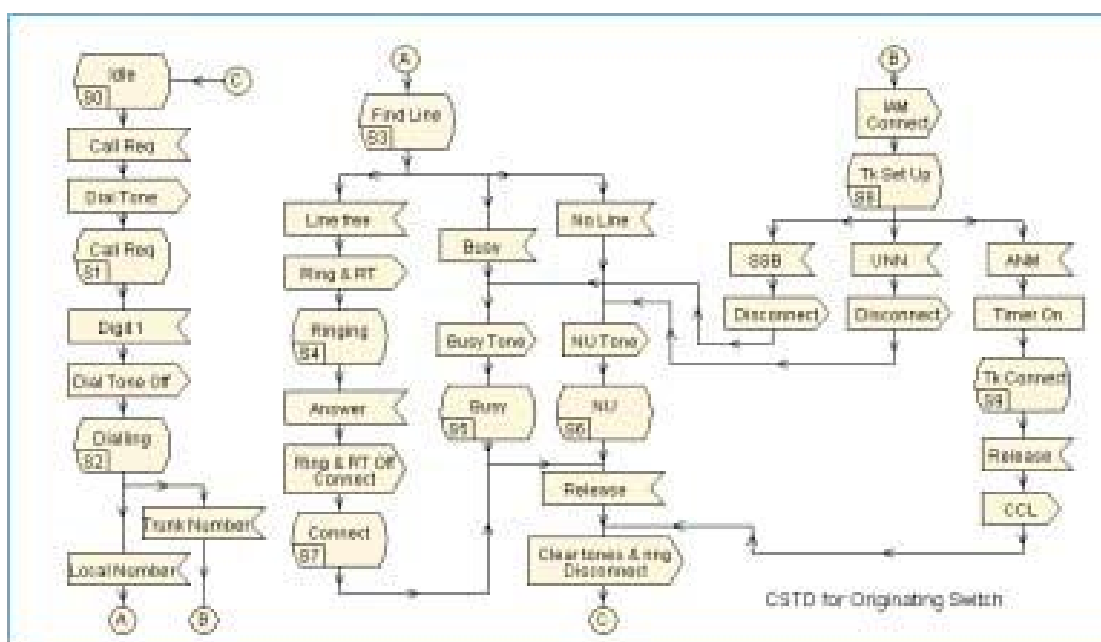 Idle
S0
C
Call Req
Dial Tone
Call Req
S1
Digit 1
Dial Tone Off
Dialling
S2
Trunk Number
Local Number
A
B
A
Find Line
S3
Line free
Busy
No Line
Ring & RT
Ringing
S4
Busy Tone
NU Tone
Answer
Busy
S5
NU
S6
Ring & RT Off
Connect
Release
Connect
S7
Clear tones & ring
Disconnect
C
B
IAM
Connect
Tk Set Up
SSB
UNN
ANM
Disconnect
Disconnect
Timer On
Tk Connect
S9
Release
CCL
CSTD for Originating Switch